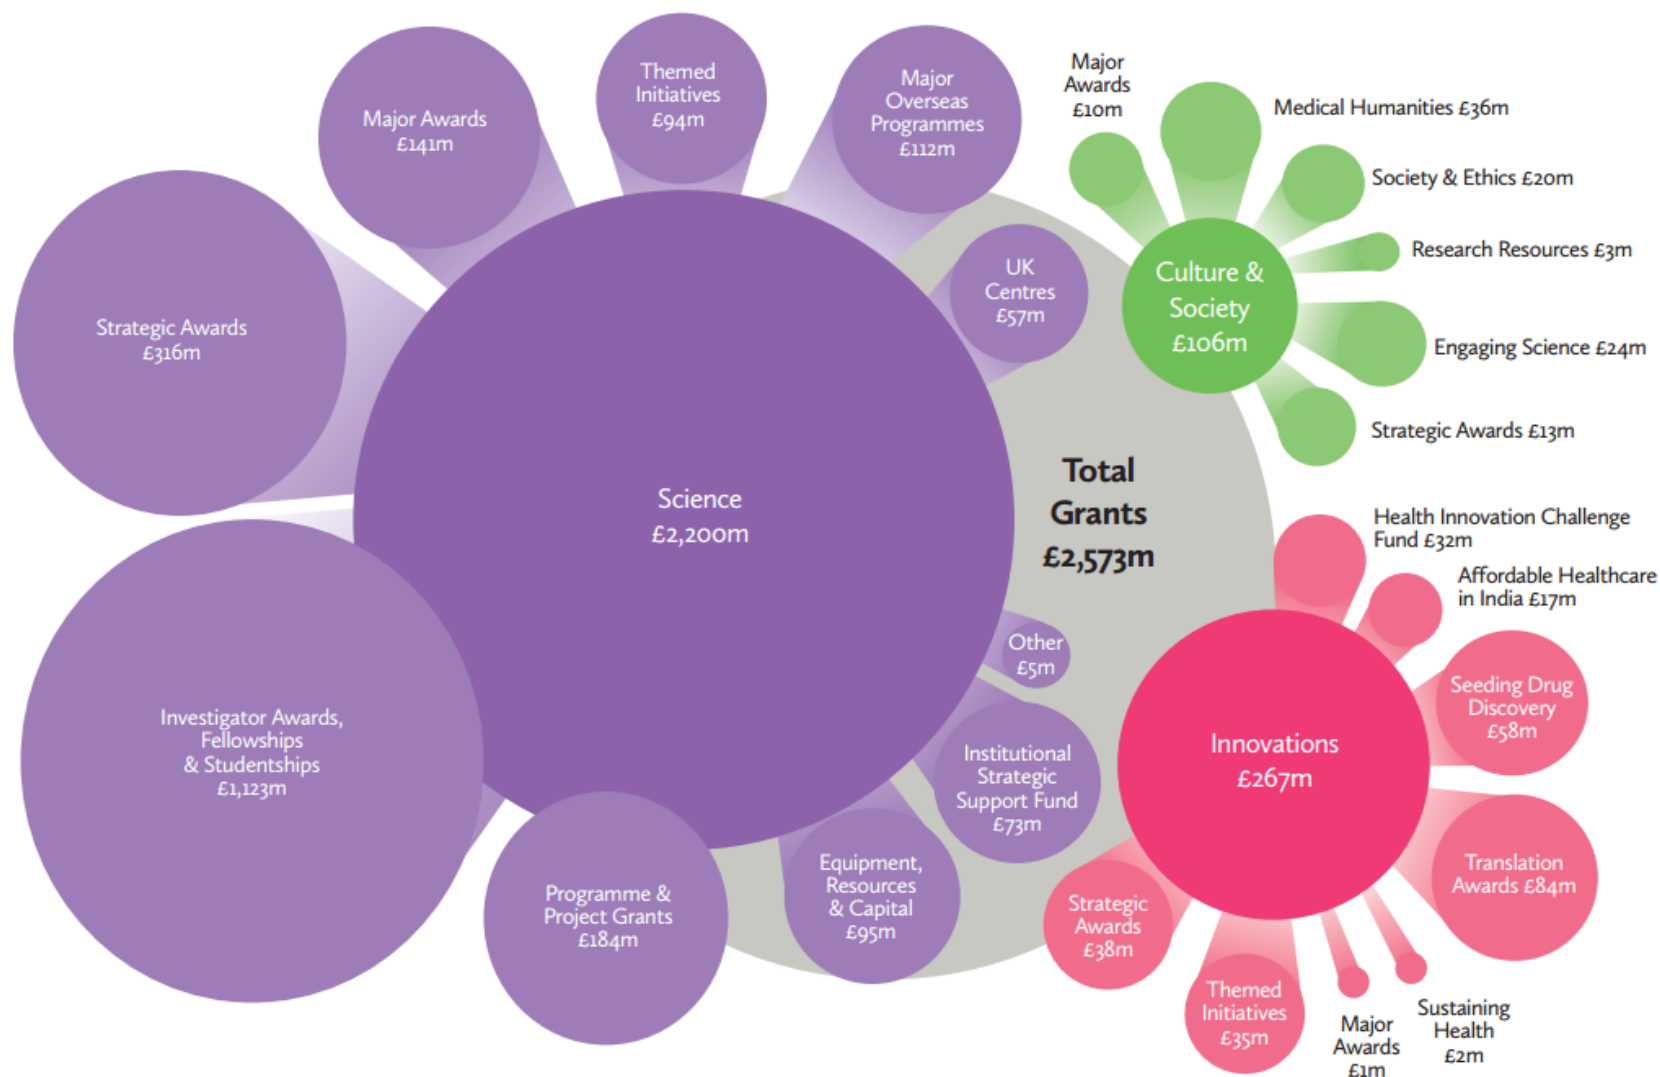 Themed
Initiatives
£94m
Major
Overseas
Programmes
£112m
Major Awards
£141m
Strategic Awards
£316m
UK
Centres
£57m
Science
£2,200m
Total
Grants
£2,573m
Other
£5m
Investigator Awards,
Fellowships
& Studentships
£1,123m
Institutional
Strategic
Support Fund
£73m
Programme &
Project Grants
£184m
Equipment,
Resources
& Capital
£95m
Major
Awards
£10m
Medical Humanities £36m
Society & Ethics £20m
Research Resources £3m
Culture &
Society
£106m
Engaging Science £24m
Strategic Awards £13m
Health Innovation Challenge
Fund £32m
Affordable Healthcare
in India £17m
Seeding Drug
Discovery
£58m
Innovations
£267m
Translation
Awards £84m
Strategic
Awards
£38m
Themed
Initiatives
£35m
Major
Awards
£1m
Sustaining
Health
£2m